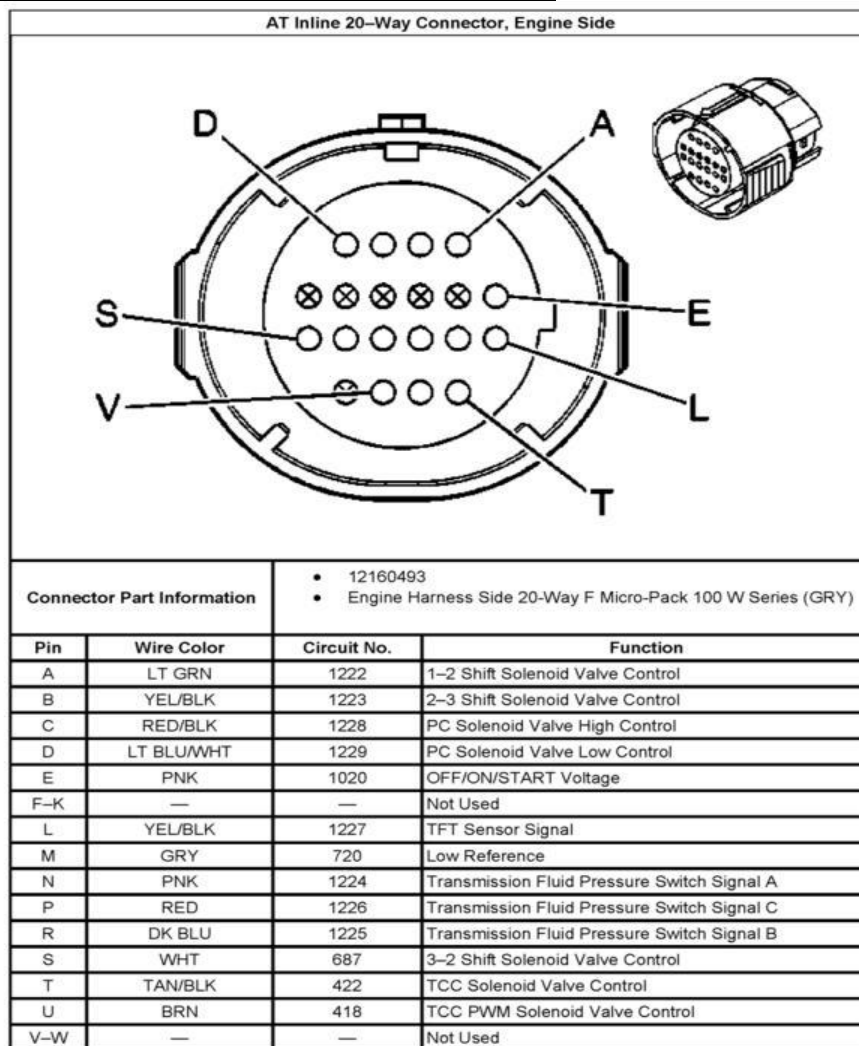 AT Inline 20–Way Connector, Engine Side
D A
S E
V L
T
Connector Part Information
• 12160493
• Engine Harness Side 20-Way F Micro-Pack 100 W Series (GRY)
Pin Wire Color Circuit No. Function
A LT GRN 1222 1–2 Shift Solenoid Valve Control
B YEL/BLK 1223 2–3 Shift Solenoid Valve Control
C RED/BLK 1228 PC Solenoid Valve High Control
D LT BLU/WHT 1229 PC Solenoid Valve Low Control
E PNK 1020 OFF/ON/START Voltage
F–K — — Not Used
L YEL/BLK 1227 TFT Sensor Signal
M GRY 720 Low Reference
N PNK 1224 Transmission Fluid Pressure Switch Signal A
P RED 1226 Transmission Fluid Pressure Switch Signal C
R DK BLU 1225 Transmission Fluid Pressure Switch Signal B
S WHT 687 3–2 Shift Solenoid Valve Control
T TAN/BLK 422 TCC Solenoid Valve Control
U BRN 418 TCC PWM Solenoid Valve Control
V–W — — Not Used